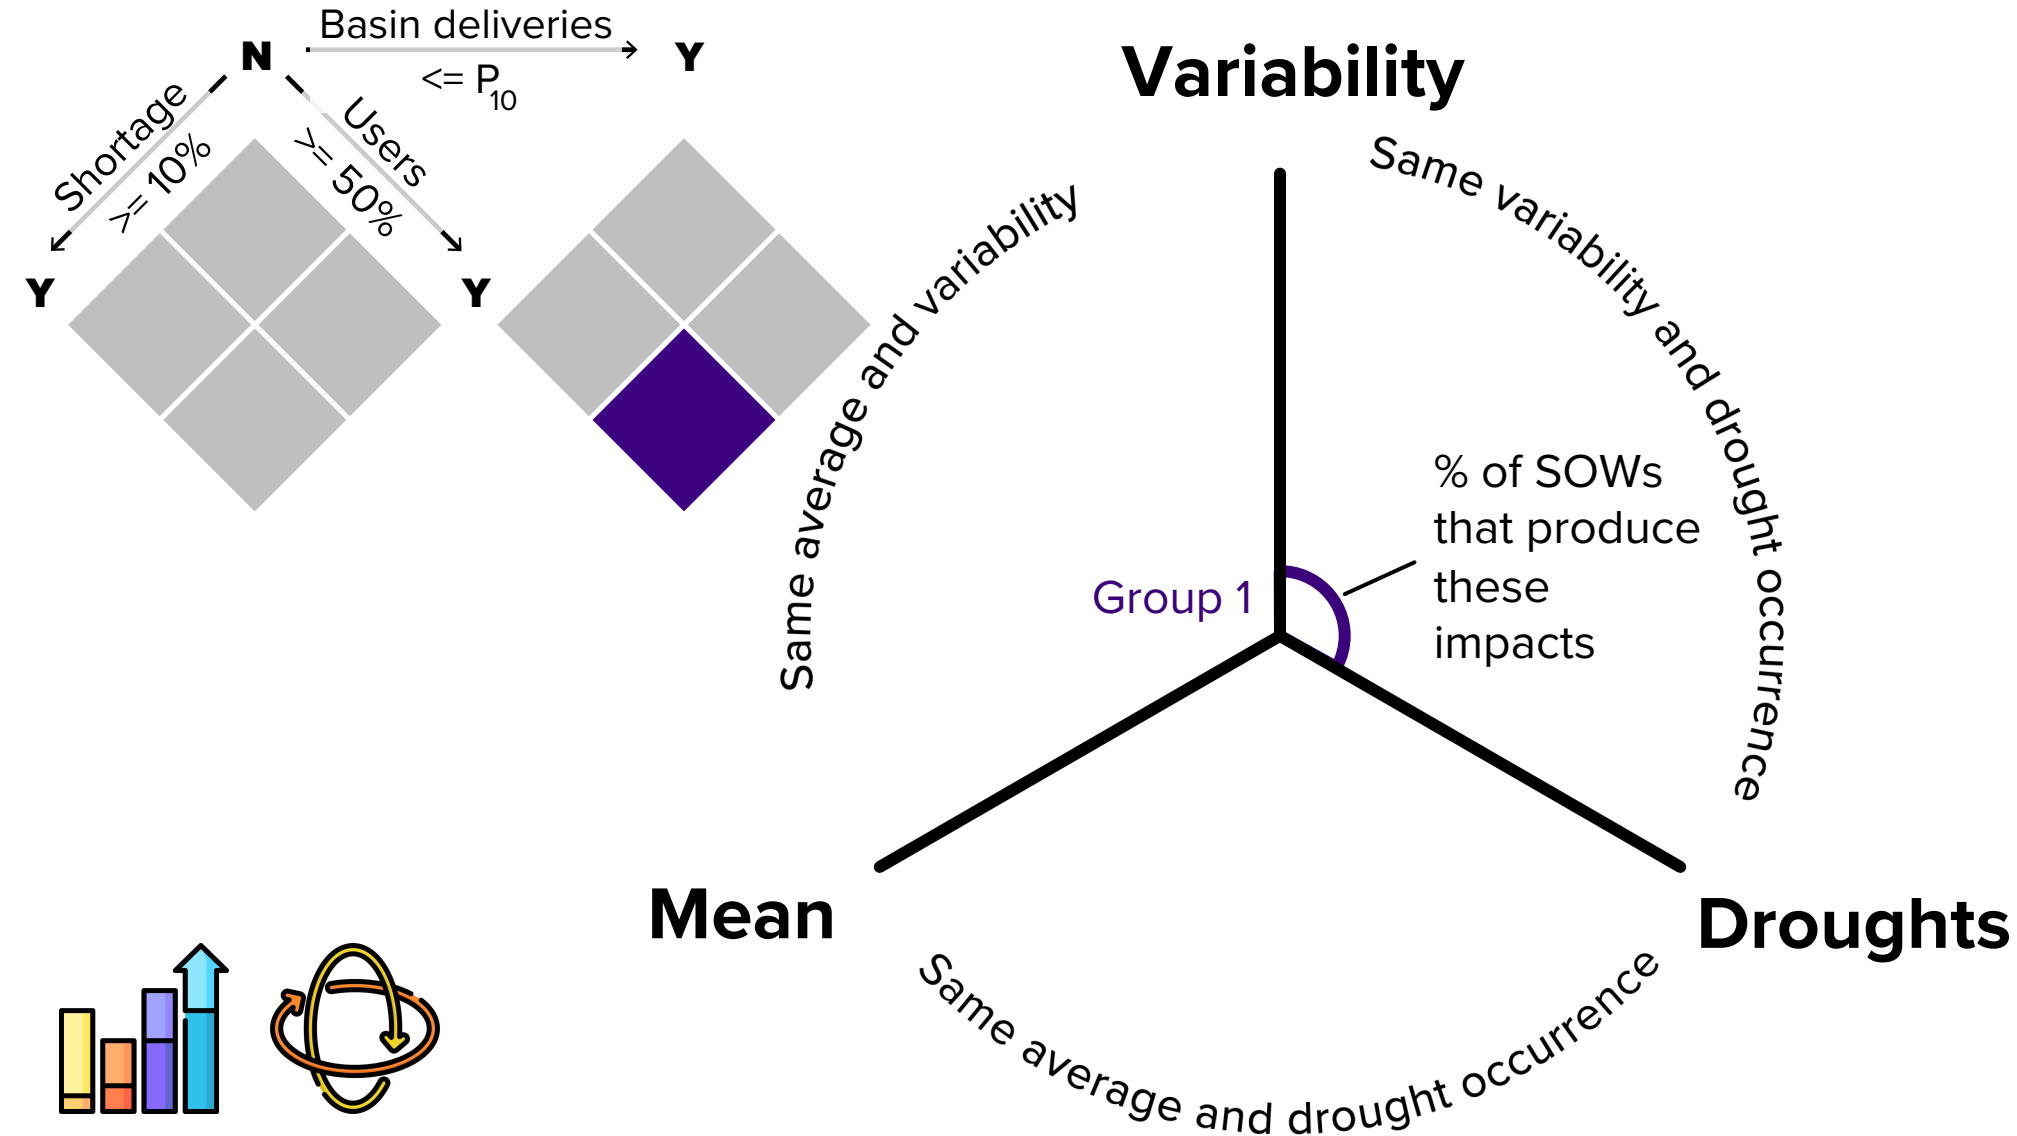 Basin deliveries
<= P10
N
Y
Shortage
>= 10%
Users
>= 50%
Y
Y
Variability
Same average and variability
Same variability and drought occurrence
% of SOWs
that produce
these
impacts
Group 1
Mean
Droughts
Same average and drought occurrence